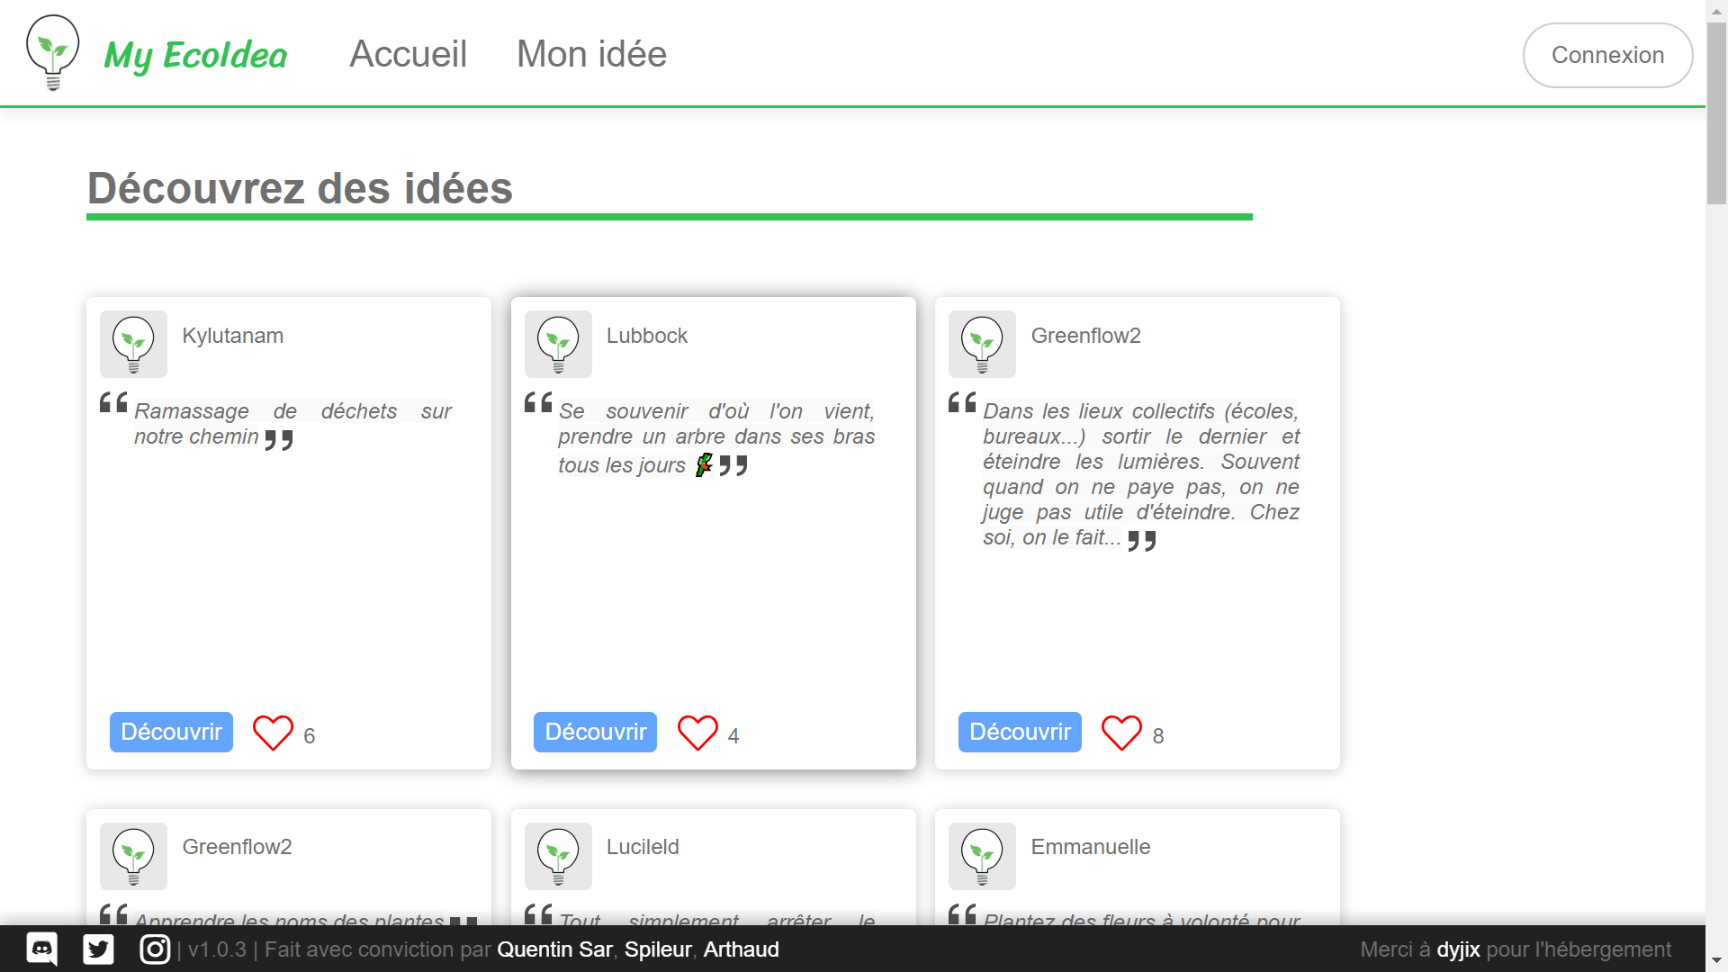 My EcoIdea
Accueil
Mon idée
Connexion
Découvrez des idées
Kylutanam
Ramassage de déchets sur
notre chemin
Découvrir
6
Lubbock
Se souvenir d'où l'on vient,
prendre un arbre dans ses bras
tous les jours
Découvrir
4
Greenflow2
Dans les lieux collectifs (écoles,
bureaux...) sortir le dernier et
éteindre les lumières. Souvent
quand on ne paye pas, on ne
juge pas utile d'éteindre. Chez
soi, on le fait...
Découvrir
8
Greenflow2
Apprendre les noms des plantes
Lucileld
Tout simplement arrêter le
Emmanuelle
Plantez des fleurs à volonté pour
| v1.0.3 | Fait avec conviction par Quentin Sar, Spileur, Arthaud
Merci à dyjix pour l'hébergement